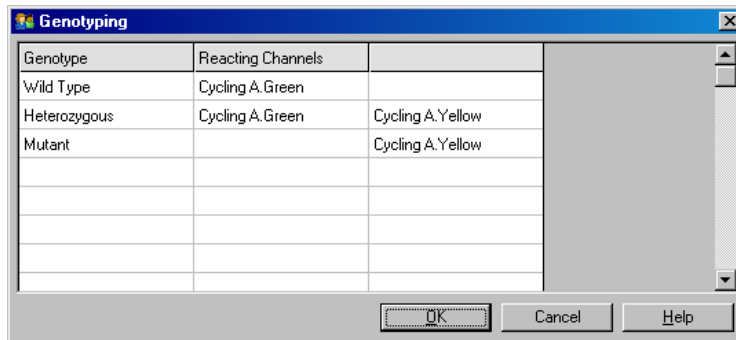 Genotyping
Genotype Reacting Channels
Wild Type Cycling A.Green
Heterozygous Cycling A.Green Cycling A.Yellow
Mutant Cycling A.Yellow
OK Cancel Help